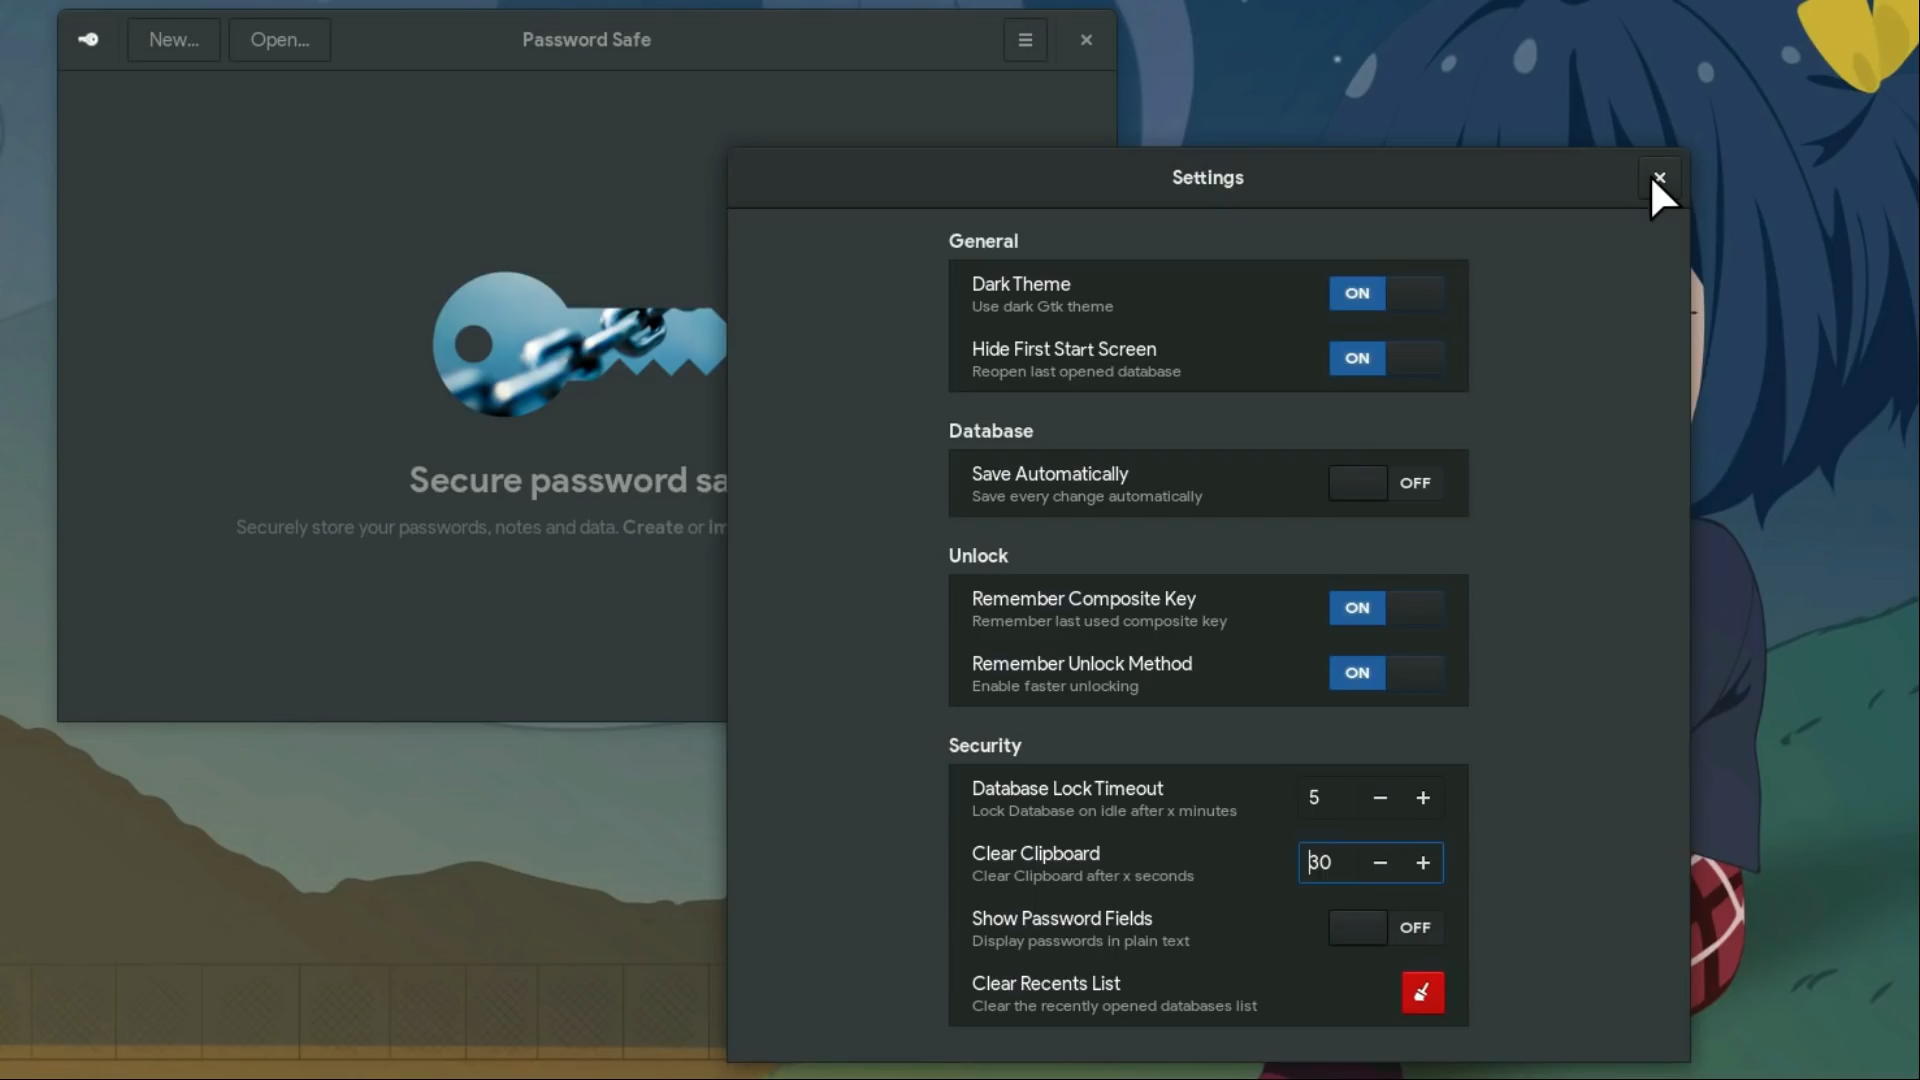 New...
Open...
Password Safe
Secure password sa
Securely store your passwords, notes and data. Create or Im
Settings
General
Dark Theme
Use dark Gtk theme
ON
Hide First Start Screen
Reopen last opened database
ON
Database
Save Automatically
Save every change automatically
OFF
Unlock
Remember Composite Key
Remember last used composite key
ON
Remember Unlock Method
Enable faster unlocking
ON
Security
Database Lock Timeout
Lock Database on idle after x minutes
5
Clear Clipboard
Clear Clipboard after x seconds
30
Show Password Fields
Display passwords in plain text
OFF
Clear Recents List
Clear the recently opened databases list